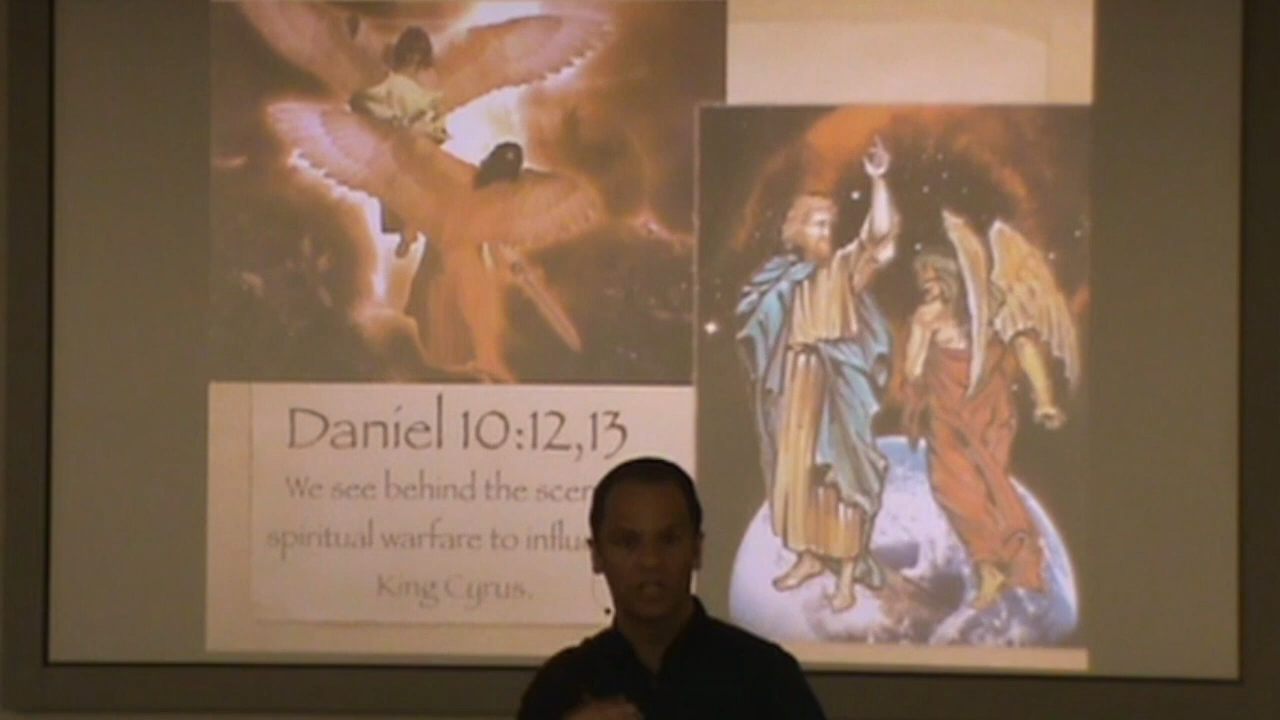 Daniel 10:12,13
We see behind the scen
spiritual warfare to influ
King Cyrus.